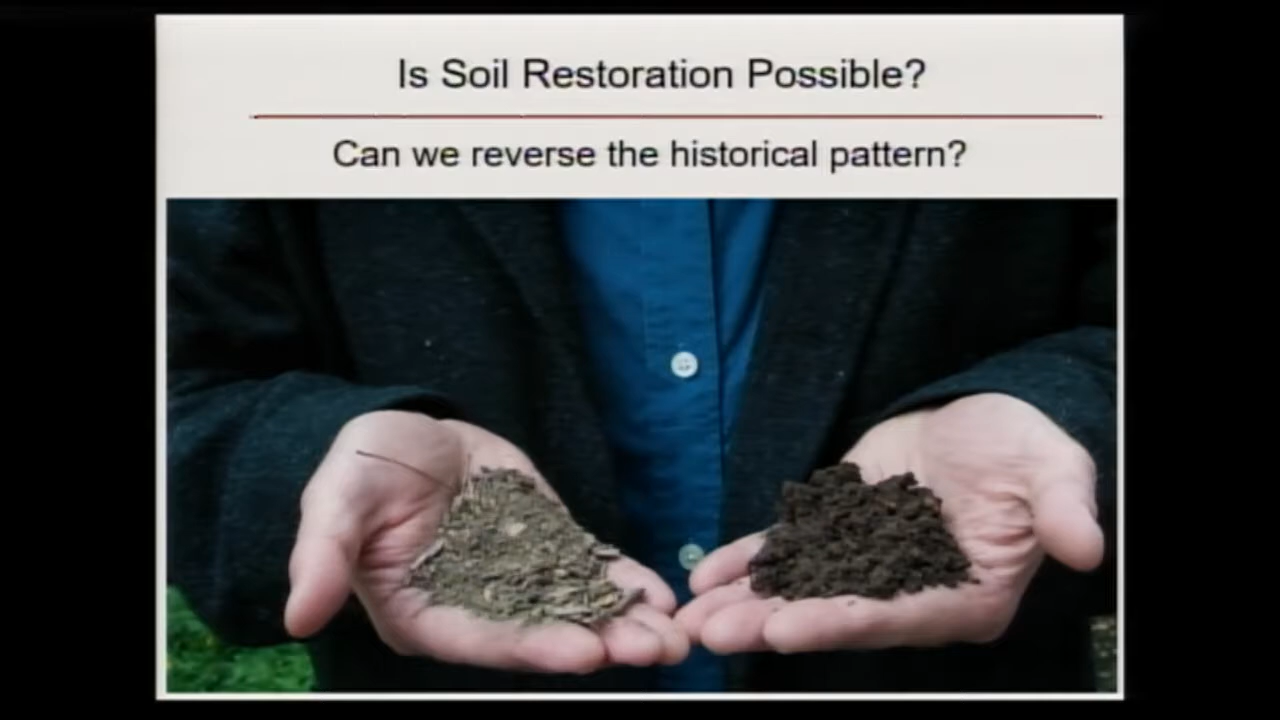 Is Soil Restoration Possible?
Can we reverse the historical pattern?